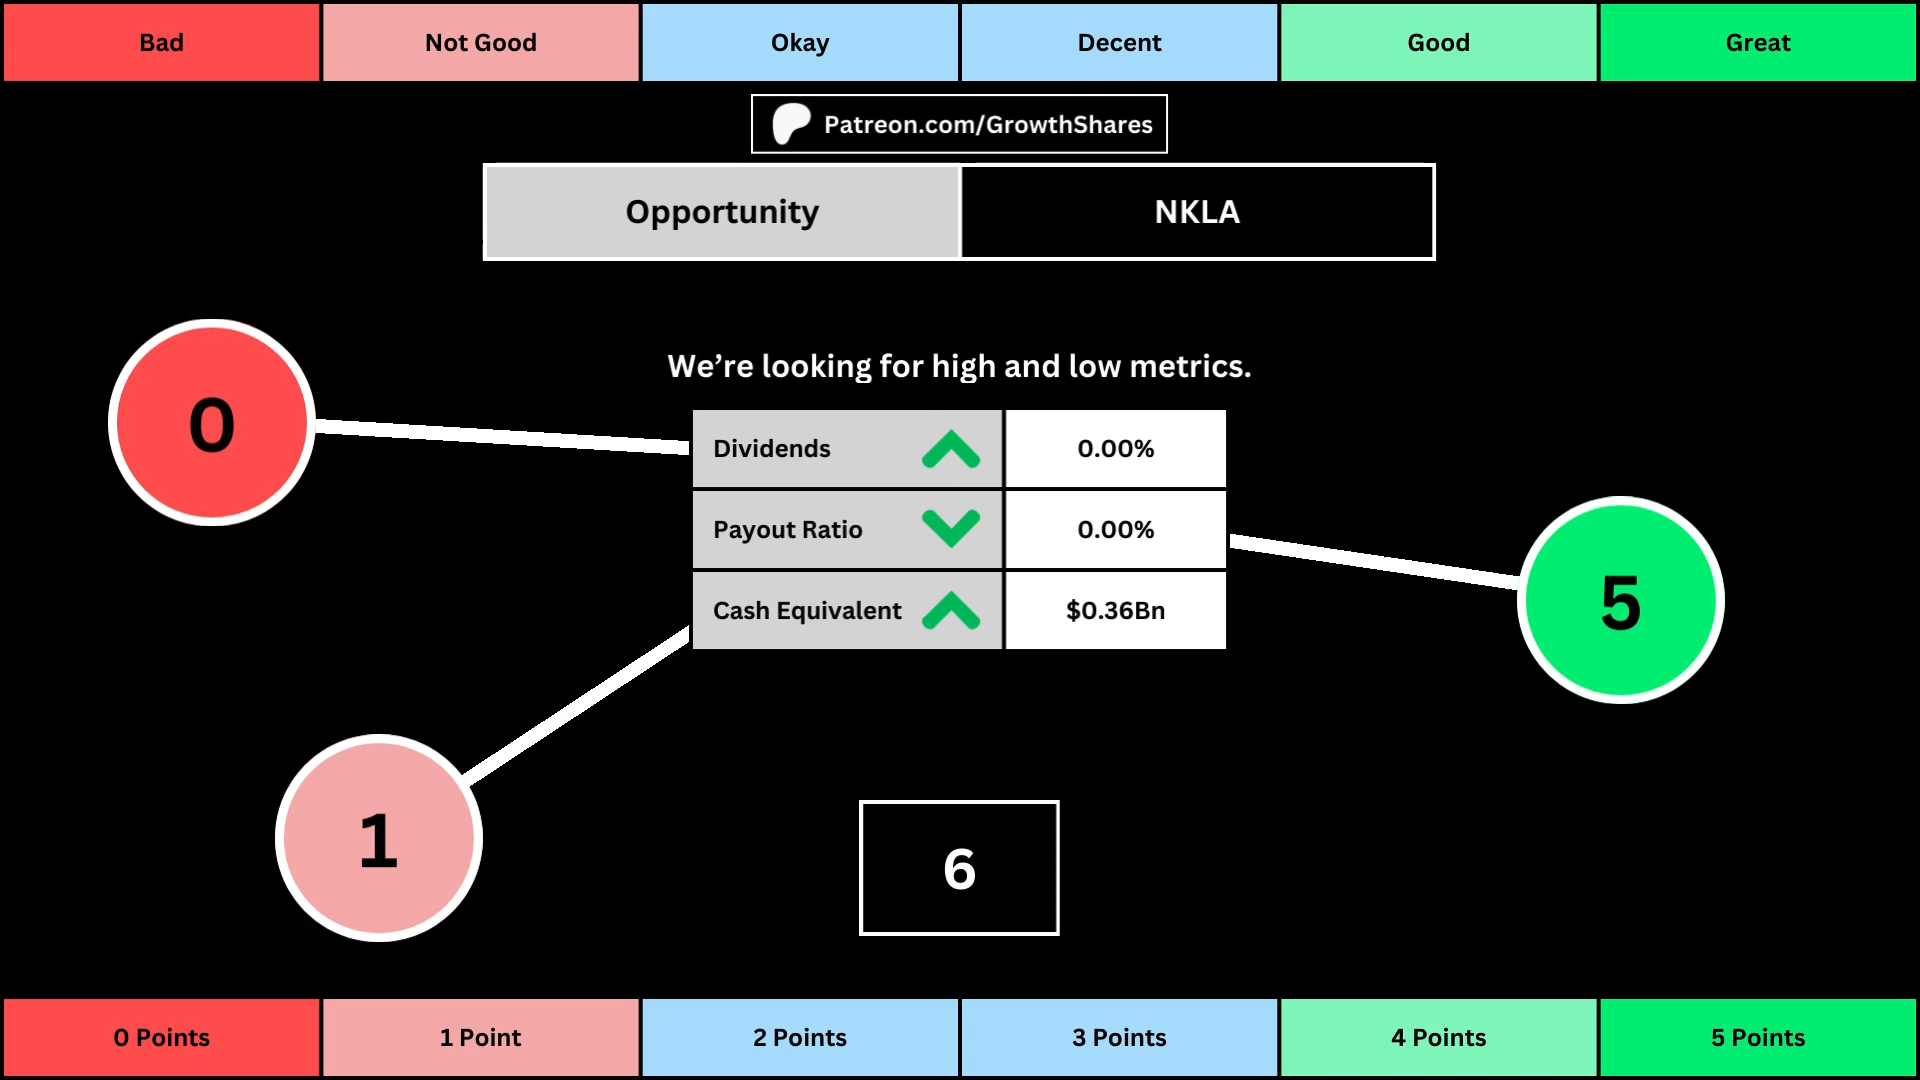 Bad
Not Good
Okay
Decent
Good
Great
Patreon.com/GrowthShares
Opportunity
NKLA
We’re looking for high and low metrics.
0
Dividends
0.00%
Payout Ratio
0.00%
5
Cash Equivalent
$0.36Bn
1
6
0 Points
1 Point
2 Points
3 Points
4 Points
5 Points